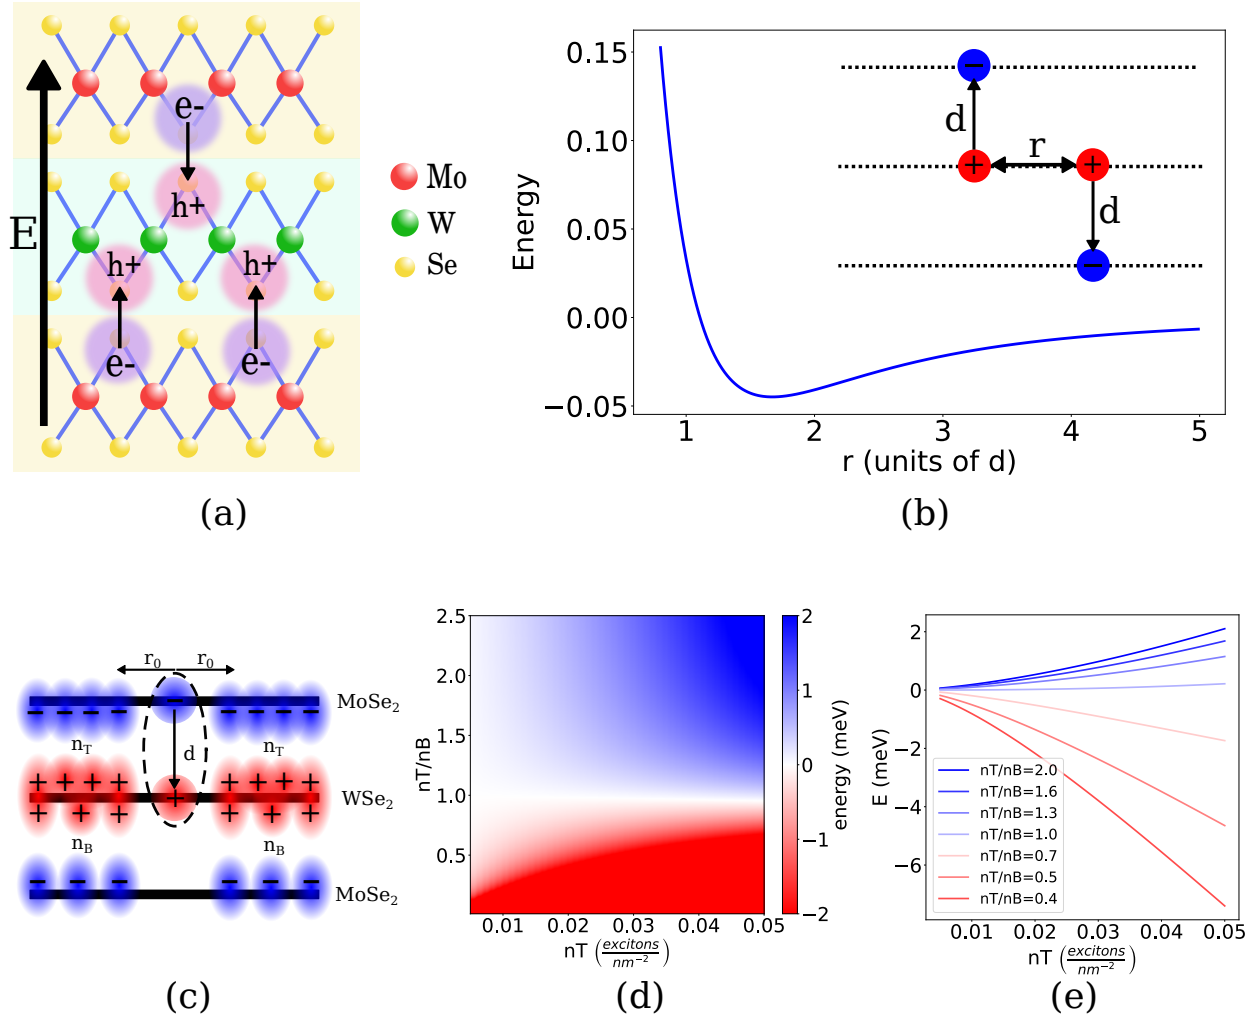 E
e-
h+
h+
h+
e-
e-
Mo
W
Se
(a)
0.15
0.10
0.05
0.00
−0.05
Energy
1
2
3
4
5
r (units of d)
−
d
+
r
+
d
−
(b)
r0 r0
− − − − − − − − −
MoSe2
nT d nT
+ + + + + + + +
+
WSe2
+ + + + + +
nB nB
− − − − − −
MoSe2
(c)
2.5
2.0
1.5
1.0
0.5
nT/nB
0.01 0.02 0.03 0.04 0.05
nT (excitons/nm−2)
2
1
0
−1
−2
energy (meV)
(d)
2
0
−2
−4
−6
E (meV)
nT/nB=2.0
nT/nB=1.6
nT/nB=1.3
nT/nB=1.0
nT/nB=0.7
nT/nB=0.5
nT/nB=0.4
0.01 0.02 0.03 0.04 0.05
nT (excitons/nm−2)
(e)